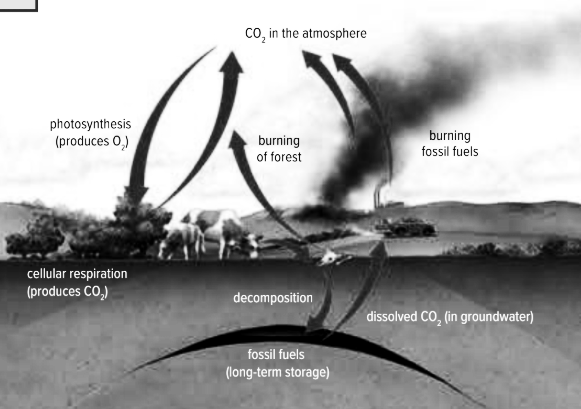 CO₂ in the atmosphere
photosynthesis
(produces O₂)
burning
of forest
burning
fossil fuels
cellular respiration
(produces CO₂)
decomposition
dissolved CO₂ (in groundwater)
fossil fuels
(long-term storage)